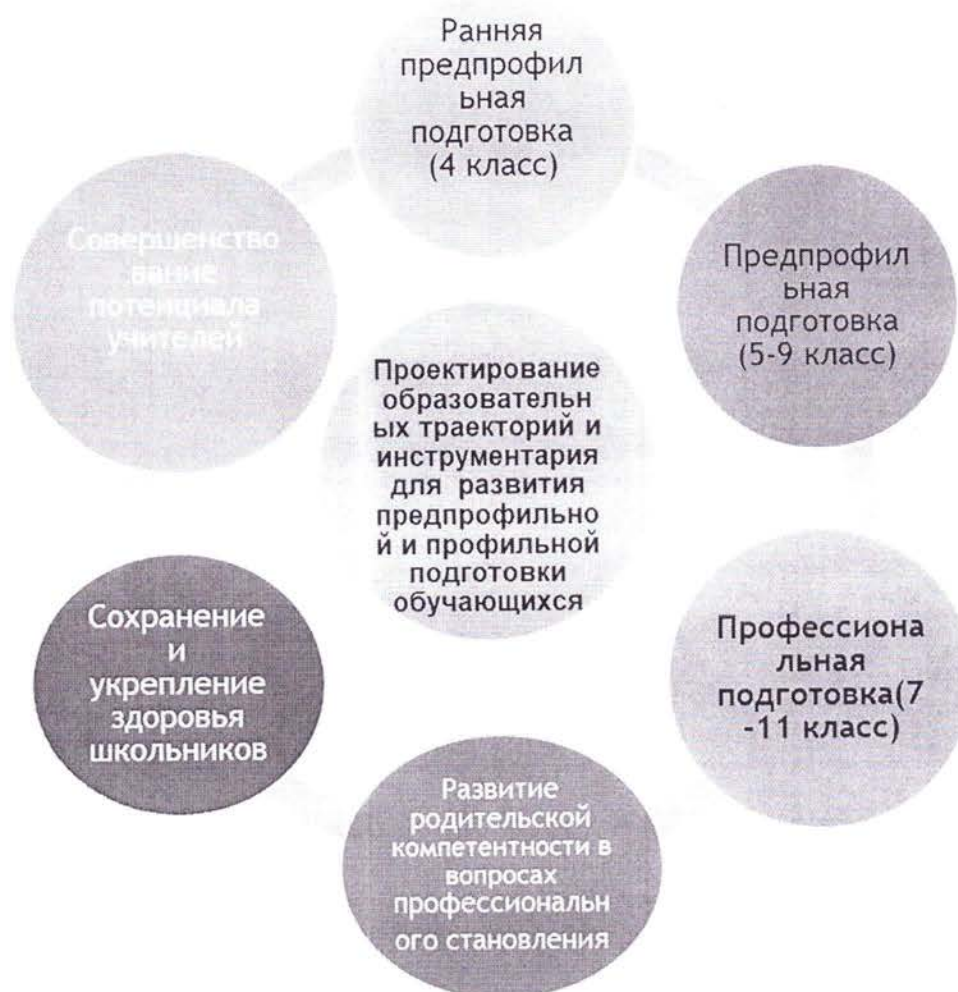 Ранняя
предпрофил
ьная
подготовка
(4 класс)
Совершенство
вание
потенциала
учителей
Предпрофил
ьная
подготовка
(5-9 класс)
Проектирование
образовательн
ых траекторий и
инструментария
для развития
предпрофильно
й и профильной
подготовки
обучающихся
Сохранение
и
укрепление
здоровья
школьников
Профессиона
льная
подготовка(7
-11 класс)
Развитие
родительской
компетентности в
вопросах
профессиональн
ого становления